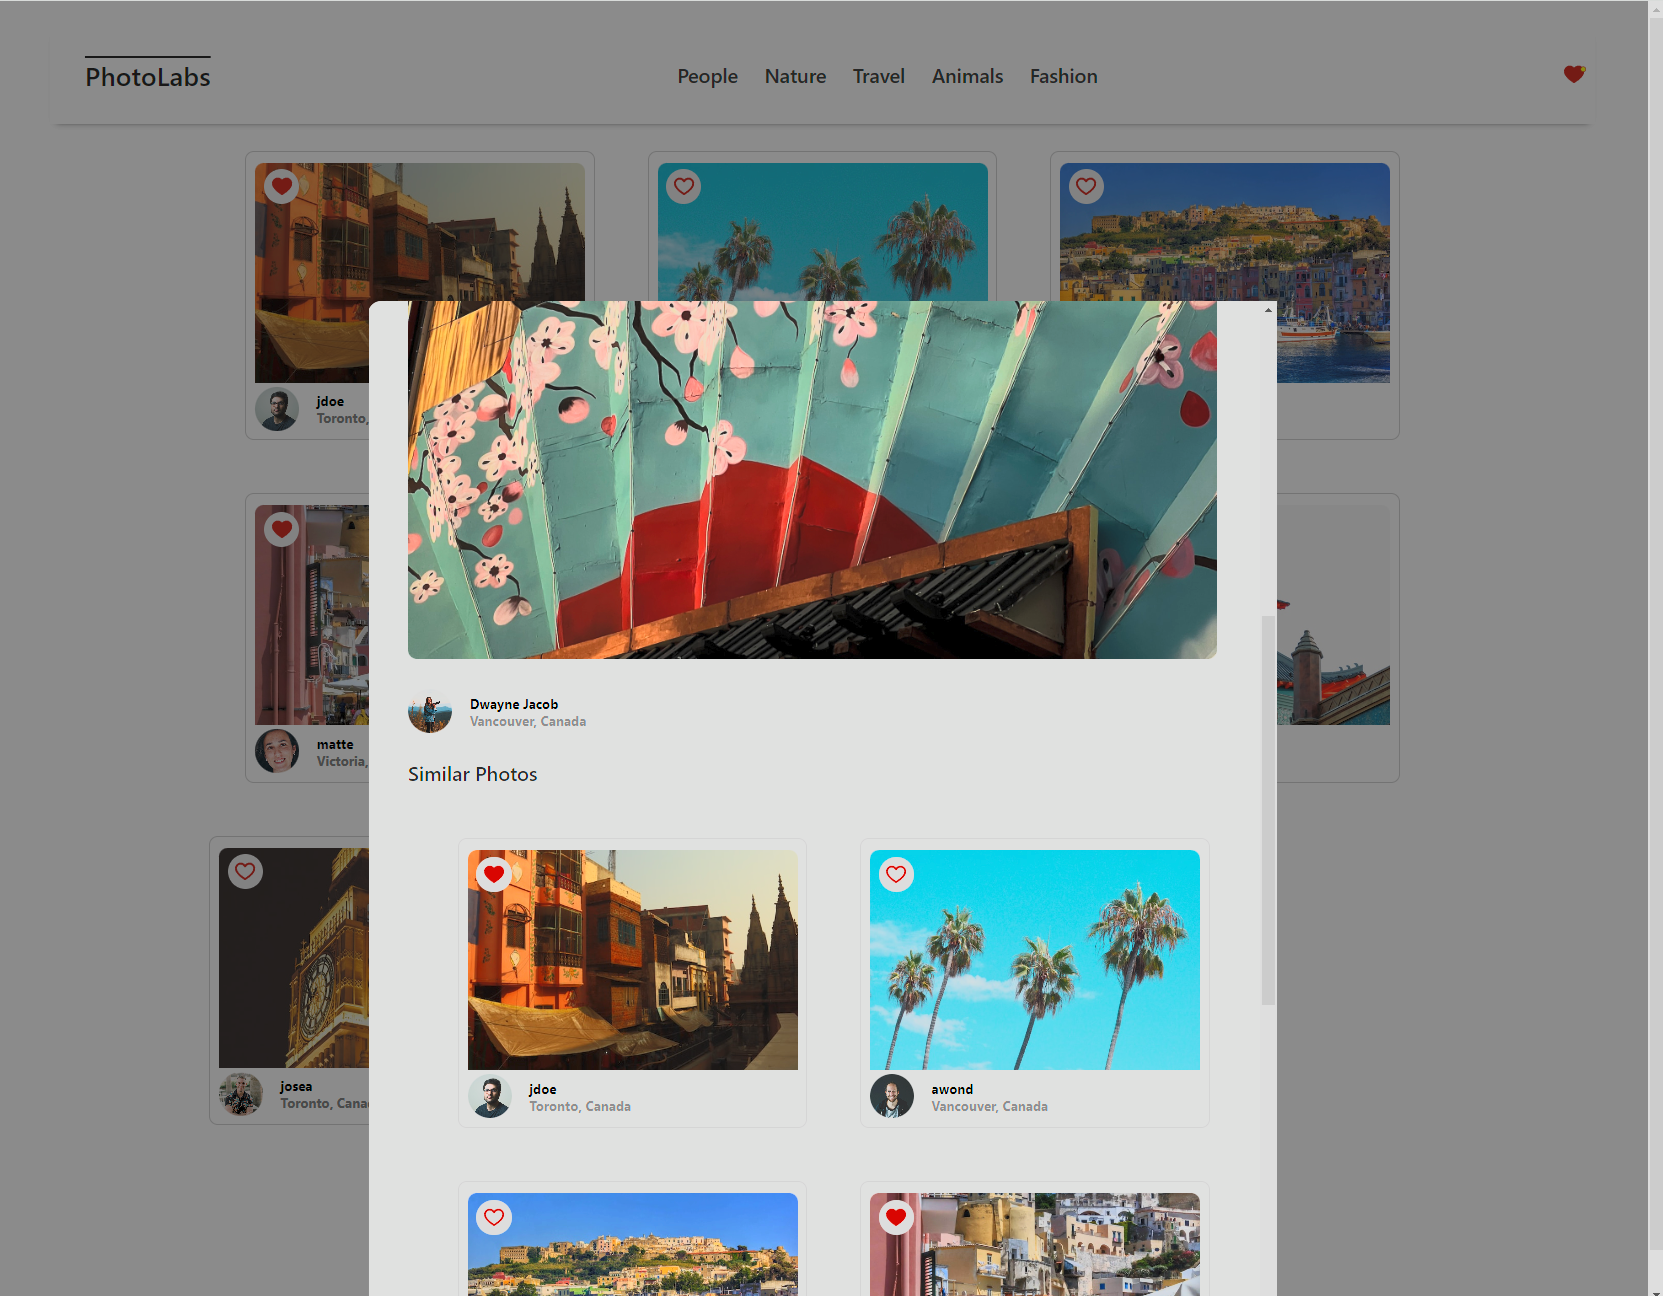 PhotoLabs
People Nature Travel Animals Fashion
jdoe
Toronto,
matte
Victoria,
josea
Toronto, Cana
Dwayne Jacob
Vancouver, Canada
Similar Photos
jdoe
Toronto, Canada
awond
Vancouver, Canada